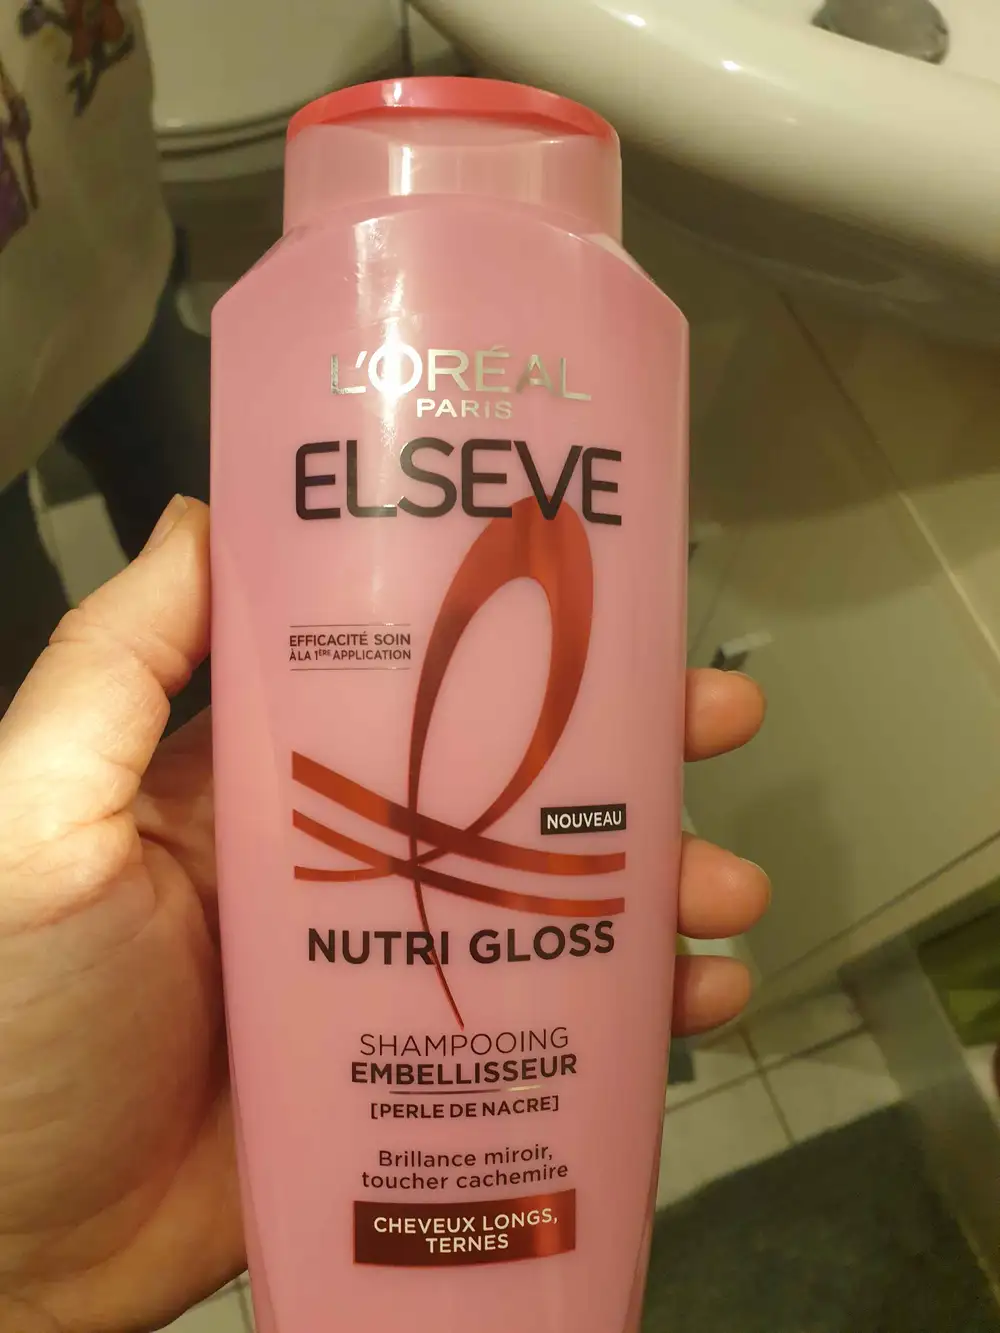 L'ORÉAL
PARIS
ELSEVE
EFFICACITÉ SOIN
À LA 1ÈRE APPLICATION
NOUVEAU
NUTRI GLOSS
SHAMPOOING
EMBELLISSEUR
[PERLE DE NACRE]
Brillance miroir,
toucher cachemire
CHEVEUX LONGS,
TERNES